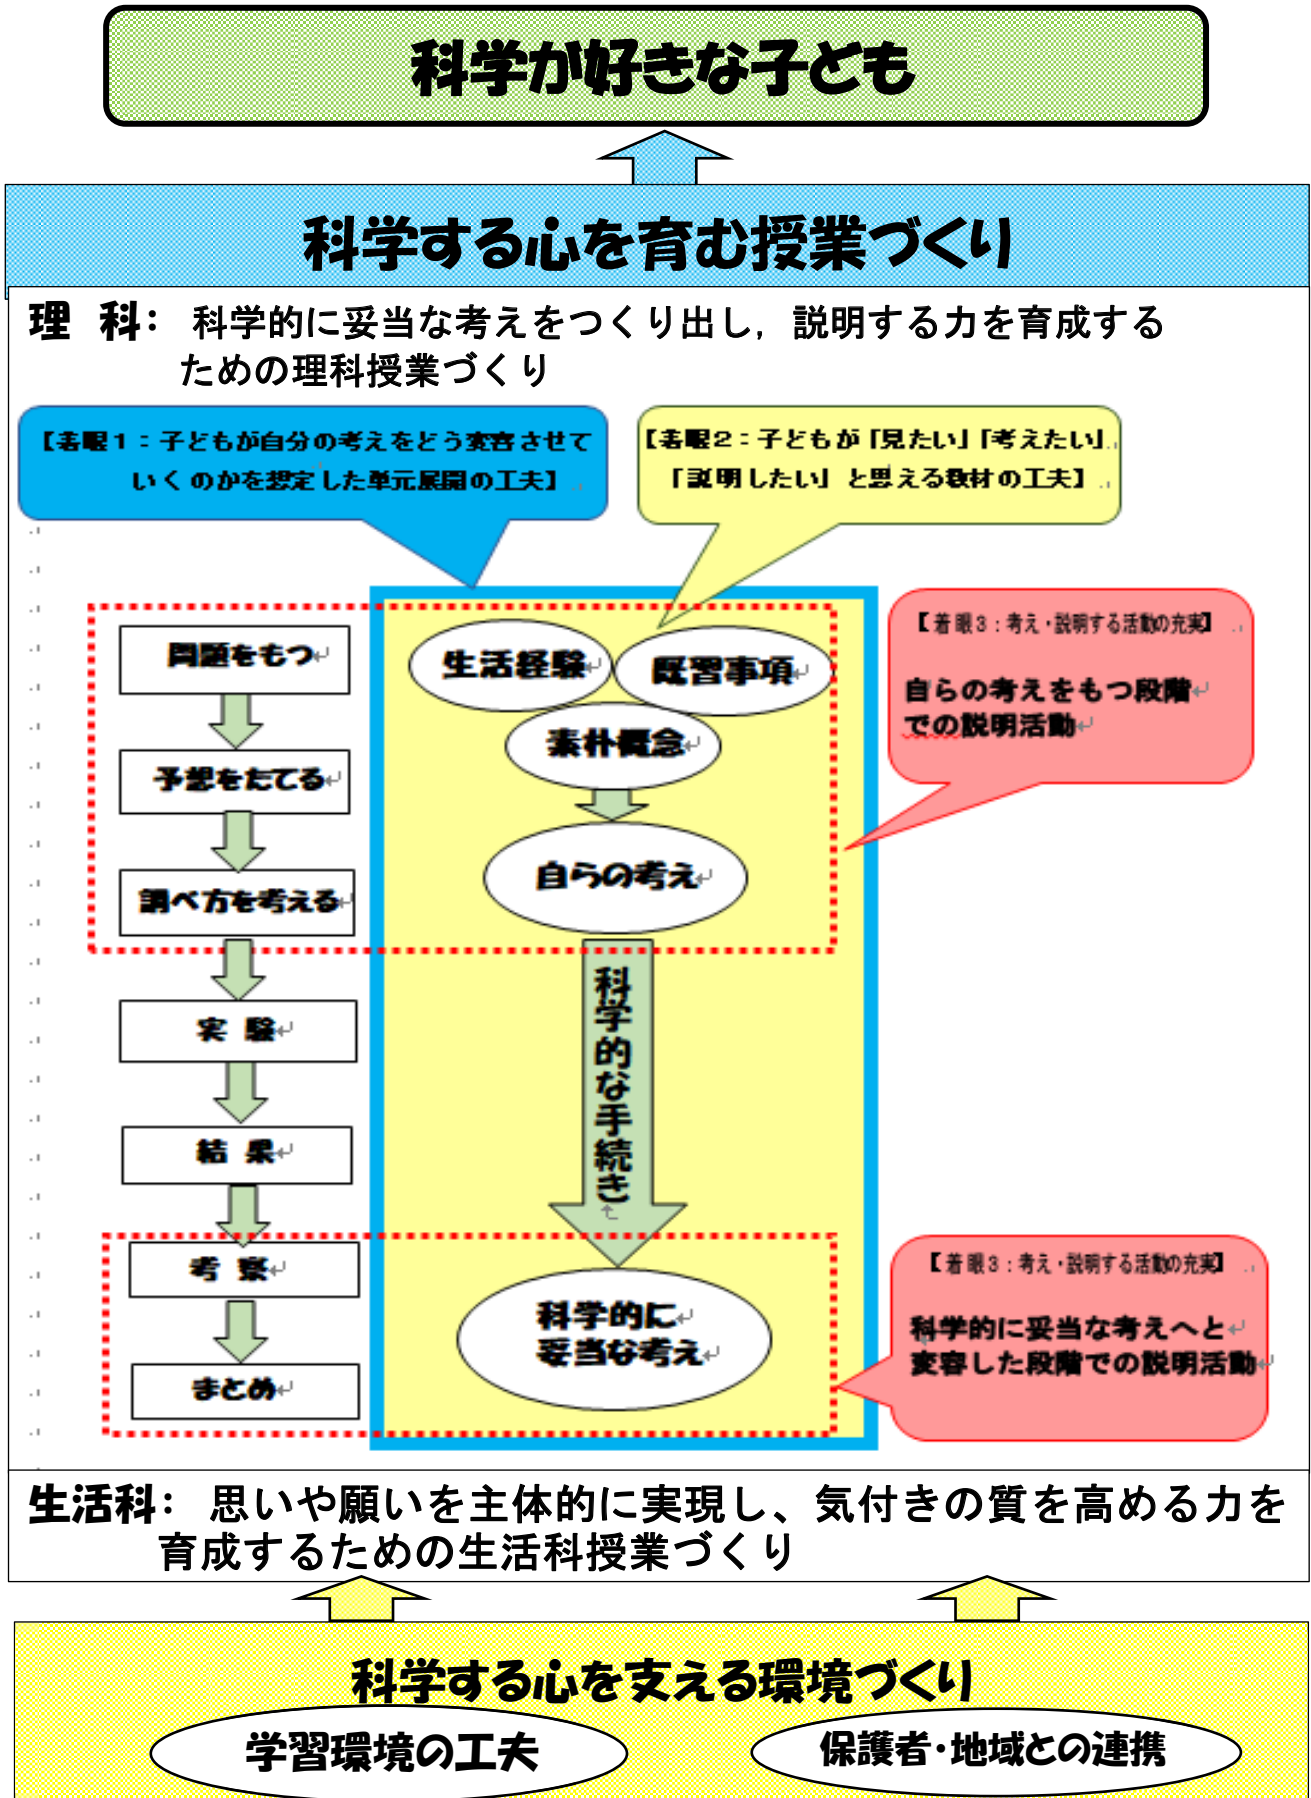 科学が好きな子ども
科学する心を育む授業づくり
理 科： 科学的に妥当な考えをつくり出し，説明する力を育成する
ための理科授業づくり
【着眼１：子どもが自分の考えをどう変容させて
いくのかを想定した単元展開の工夫】
【着眼２：子どもが「見たい」「考えたい」
「説明したい」と思える教材の工夫】
問題をもつ
予想をたてる
調べ方を考える
実 験
結 果
考 察
まとめ
生活経験
既習事項
素朴概念
自らの考え
科学的な手続き
科学的に
妥当な考え
【着眼３：考え・説明する活動の充実】
自らの考えをもつ段階
での説明活動
【着眼３：考え・説明する活動の充実】
科学的に妥当な考えへと
変容した段階での説明活動
生活科： 思いや願いを主体的に実現し、気付きの質を高める力を
育成するための生活科授業づくり
科学する心を支える環境づくり
学習環境の工夫
保護者・地域との連携